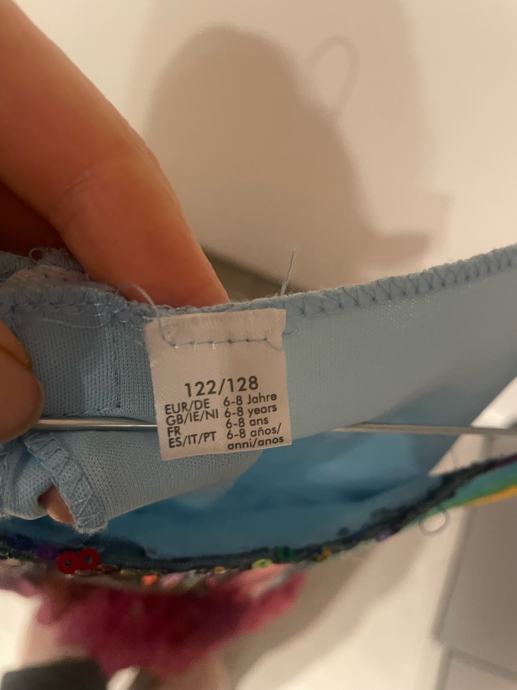 122/128
EUR/DE 6-8 Jahre
GB/IE/NI 6-8 years
FR 6-8 ans
ES/IT/PT 6-8 años/
anni/anos